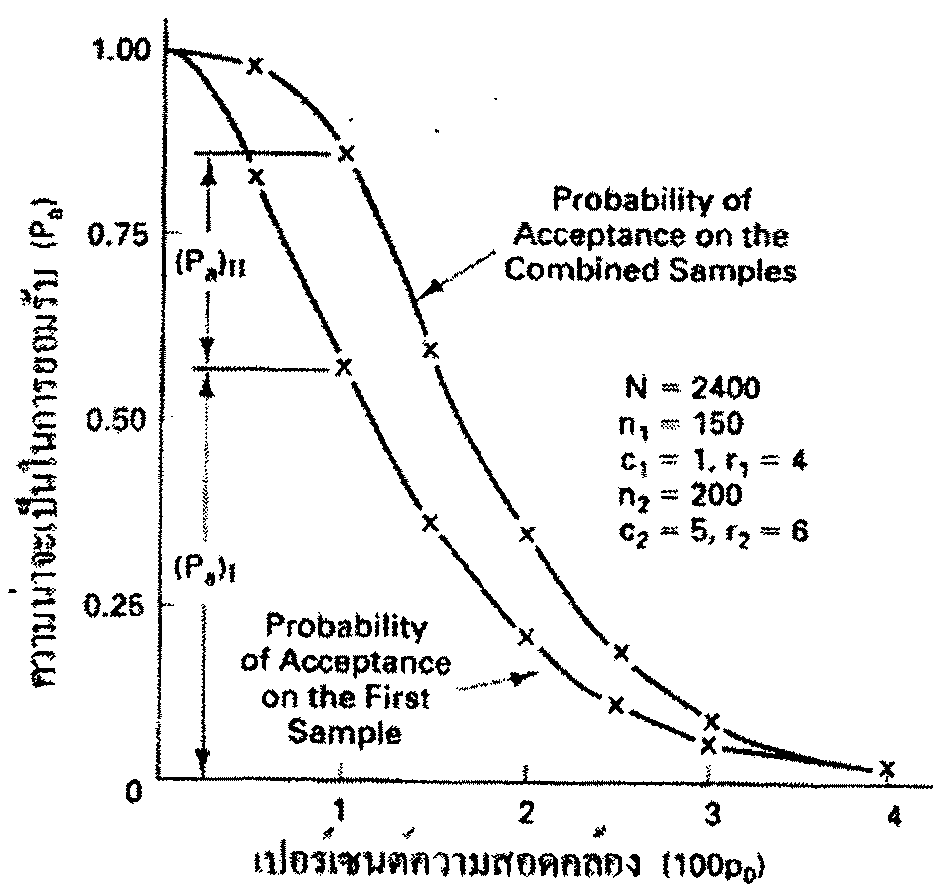 ความน่าจะเป็นในการยอมรับ (Pₐ)
1.00
0.75
0.50
0.25
0
(Pₐ)II
(Pₐ)I
Probability of
Acceptance on the
Combined Samples
N = 2400
n₁ = 150
c₁ = 1, r₁ = 4
n₂ = 200
c₂ = 5, r₂ = 6
Probability
of Acceptance
on the First
Sample
1
2
3
4
เปอร์เซนต์ความสอดคล้อง (100p₀)